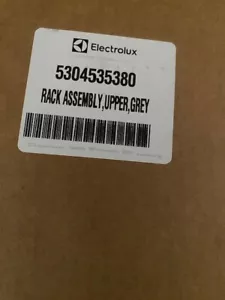 Electrolux
5304535380
RACK ASSEMBLY,UPPER,GREY